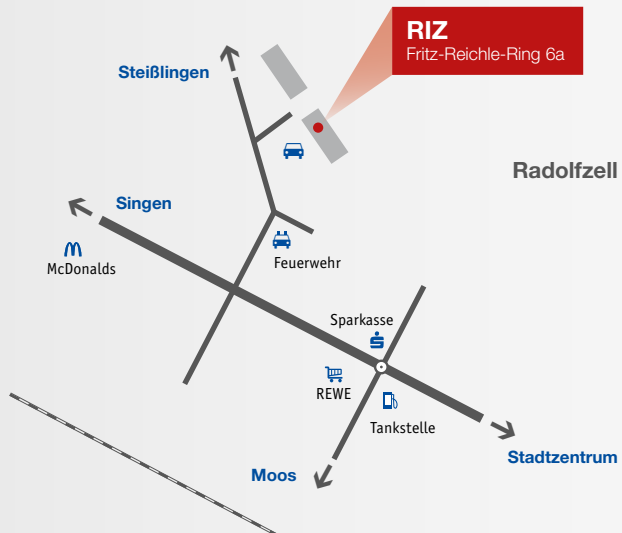 RIZ
Fritz-Reichle-Ring 6a
Steißlingen
Radolfzell
Singen
McDonalds
Feuerwehr
Sparkasse
REWE
Tankstelle
Stadtzentrum
Moos